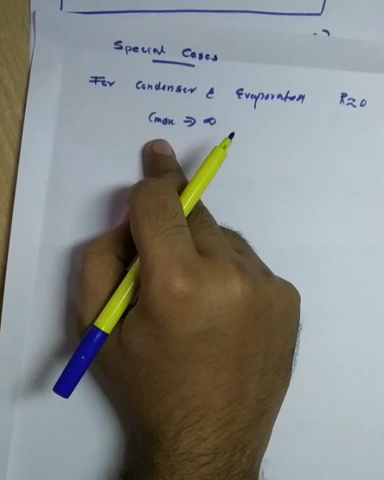 Special Cases
For Condenser & Evaporator R≈0
Cmax ⇒ ∞